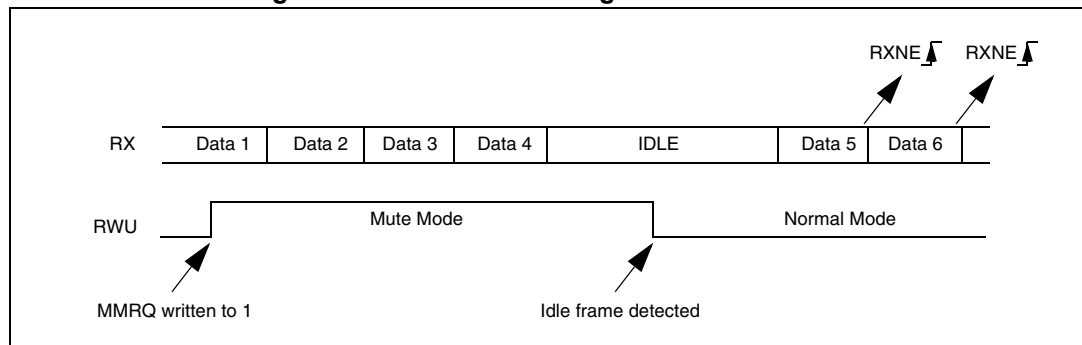 RXNE RXNE
RX Data 1 Data 2 Data 3 Data 4 IDLE Data 5 Data 6
RWU Mute Mode Normal Mode
MMRQ written to 1 Idle frame detected